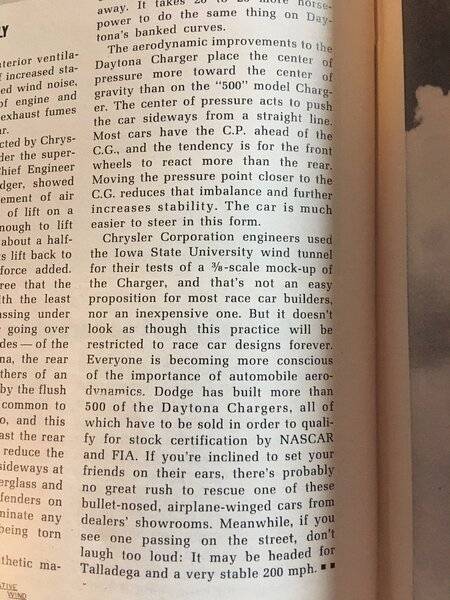 LY
nterior ventila-
f increased sta-
ed wind noise,
of engine and
exhaust fumes
ar.
cted by Chrys-
der the super-
hief Engineer
dger, showed
ement of air
of lift on a
nough to lift
about a half-
s lift back to
force added.
ree that the
th the least
assing under
going over
des — of the
na, the rear
thers of an
by the flush
common to
o, and this
ast the rear
reduce the
sideways at
erglass and
fenders on
minate any
being torn
thetic ma-
ATIVE
WIND
away. It takes 20 to 25 more horse-
power to do the same thing on Day-
tona's banked curves.
The aerodynamic improvements to the
Daytona Charger place the center of
pressure more toward the center of
gravity than on the "500" model Charg-
er. The center of pressure acts to push
the car sideways from a straight line.
Most cars have the C.P. ahead of the
C.G., and the tendency is for the front
wheels to react more than the rear.
Moving the pressure point closer to the
C.G. reduces that imbalance and further
increases stability. The car is much
easier to steer in this form.
Chrysler Corporation engineers used
the Iowa State University wind tunnel
for their tests of a ⅜-scale mock-up of
the Charger, and that's not an easy
proposition for most race car builders,
nor an inexpensive one. But it doesn't
look as though this practice will be
restricted to race car designs forever.
Everyone is becoming more conscious
of the importance of automobile aero-
dynamics. Dodge has built more than
500 of the Daytona Chargers, all of
which have to be sold in order to quali-
fy for stock certification by NASCAR
and FIA. If you're inclined to set your
friends on their ears, there's probably
no great rush to rescue one of these
bullet-nosed, airplane-winged cars from
dealers' showrooms. Meanwhile, if you
see one passing on the street, don't
laugh too loud: It may be headed for
Talladega and a very stable 200 mph. ■ ■